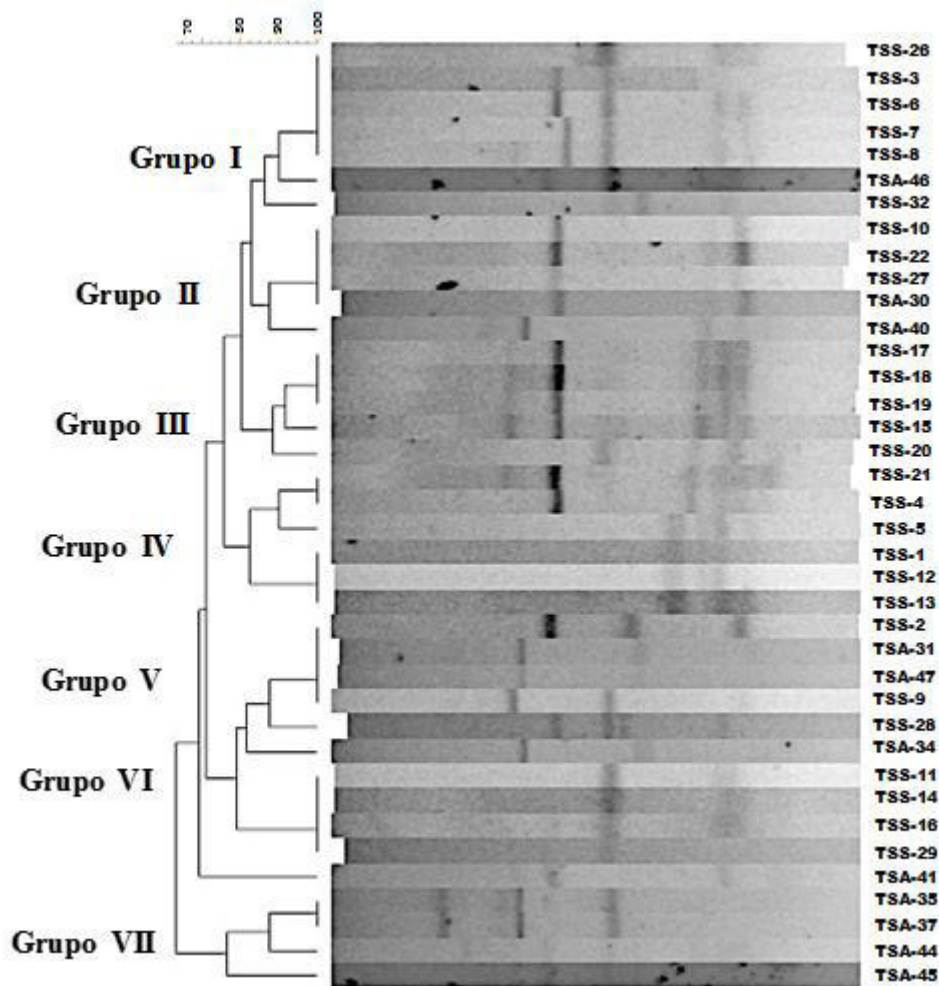 70
85
90
100
TSS-26
TSS-3
TSS-6
TSS-7
TSS-8
Grupo I
TSA-46
TSS-32
TSS-10
TSS-22
TSS-27
Grupo II
TSA-30
TSA-40
TSS-17
TSS-18
TSS-19
Grupo III
TSS-15
TSS-20
TSS-21
TSS-4
TSS-5
Grupo IV
TSS-1
TSS-12
TSS-13
TSS-2
TSA-31
TSA-47
Grupo V
TSS-9
TSS-28
TSA-34
Grupo VI
TSS-11
TSS-14
TSS-16
TSS-29
TSA-41
TSA-35
TSA-37
Grupo VII
TSA-44
TSA-45